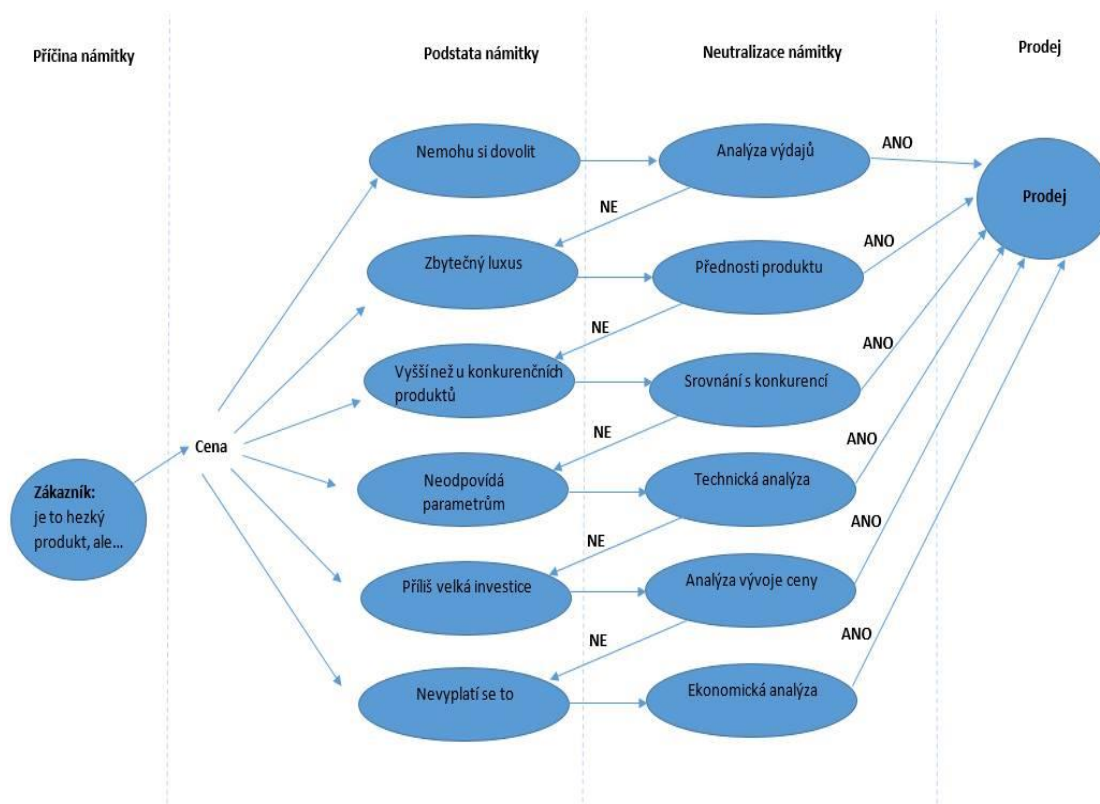 Příčina námitky
Podstata námitky
Neutralizace námitky
Prodej
Nemohu si dovolit
Analýza výdajů
ANO
Prodej
NE
Zbytečný luxus
Přednosti produktu
ANO
NE
Vyšší než u konkurenčních
produktů
Srovnání s konkurencí
ANO
NE
Cena
Zákazník:
je to hezký
produkt, ale...
Neodpovídá
parametrům
Technická analýza
ANO
NE
Příliš velká investice
Analýza vývoje ceny
ANO
NE
Nevyplatí se to
Ekonomická analýza
ANO